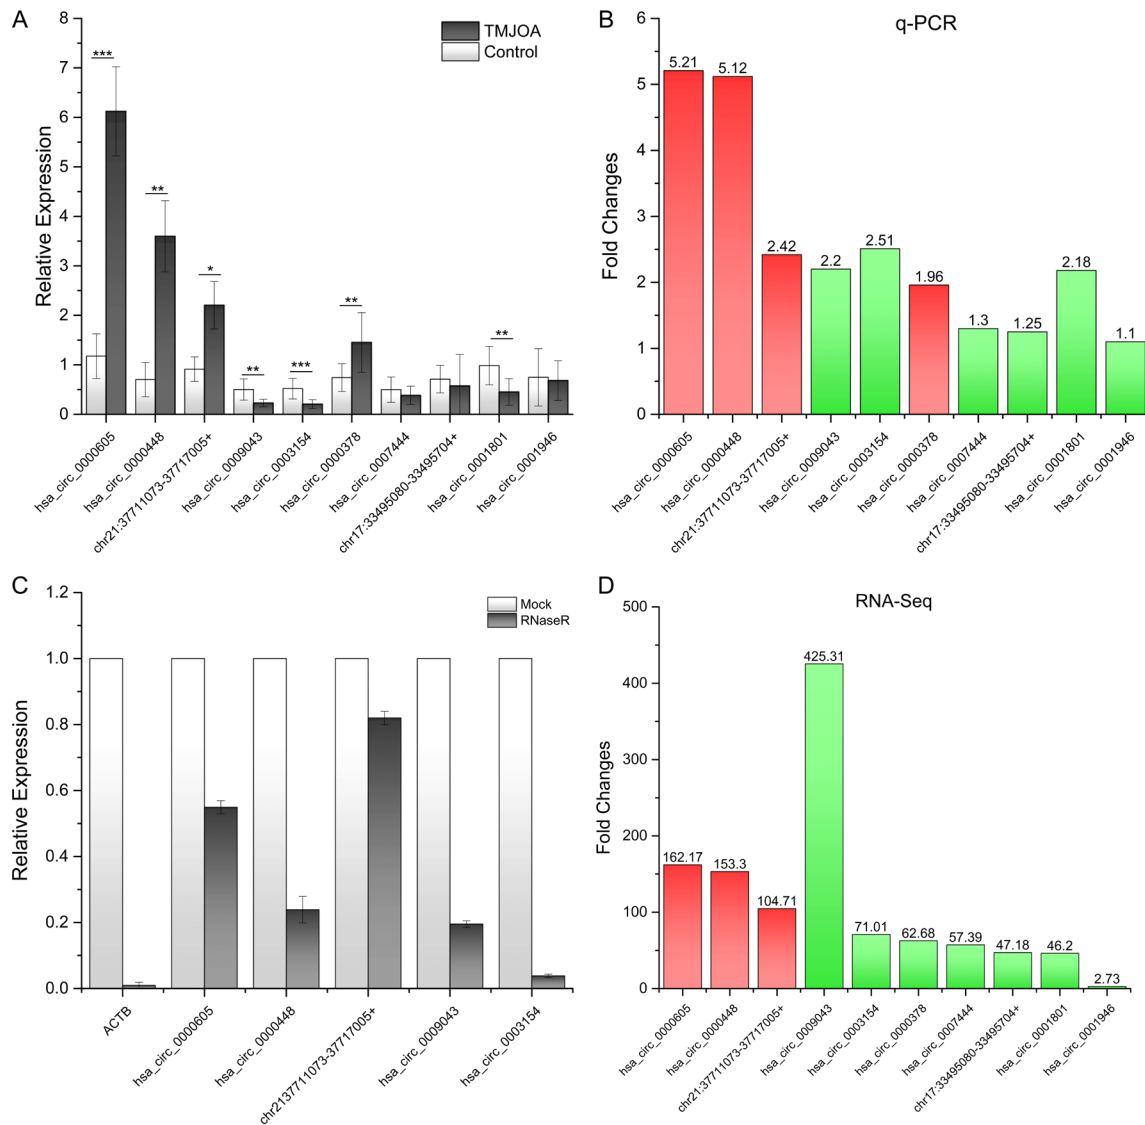 A
8
7
6
5
4
3
2
1
0
Relative Expression
TMJOA
Control
***
**
*
**
***
**
**
hsa_circ_0000605
hsa_circ_0000448
chr21:37711073-37717005+
hsa_circ_0009043
hsa_circ_0003154
hsa_circ_0000378
hsa_circ_0007444
chr17:33495080-33495704+
hsa_circ_0001801
hsa_circ_0001946
B
q-PCR
6
5
4
3
2
1
0
Fold Changes
5.21
5.12
2.42
2.2
2.51
1.96
1.3
1.25
2.18
1.1
hsa_circ_0000605
hsa_circ_0000448
chr21:37711073-37717005+
hsa_circ_0009043
hsa_circ_0003154
hsa_circ_0000378
hsa_circ_0007444
chr17:33495080-33495704+
hsa_circ_0001801
hsa_circ_0001946
C
1.2
1.0
0.8
0.6
0.4
0.2
0.0
Relative Expression
Mock
RNaseR
ACTB
hsa_circ_0000605
hsa_circ_0000448
chr2137711073-37717005+
hsa_circ_0009043
hsa_circ_0003154
D
RNA-Seq
500
400
300
200
100
0
Fold Changes
162.17
153.3
104.71
425.31
71.01
62.68
57.39
47.18
46.2
2.73
hsa_circ_0000605
hsa_circ_0000448
chr21:37711073-37717005+
hsa_circ_0009043
hsa_circ_0003154
hsa_circ_0000378
hsa_circ_0007444
chr17:33495080-33495704+
hsa_circ_0001801
hsa_circ_0001946